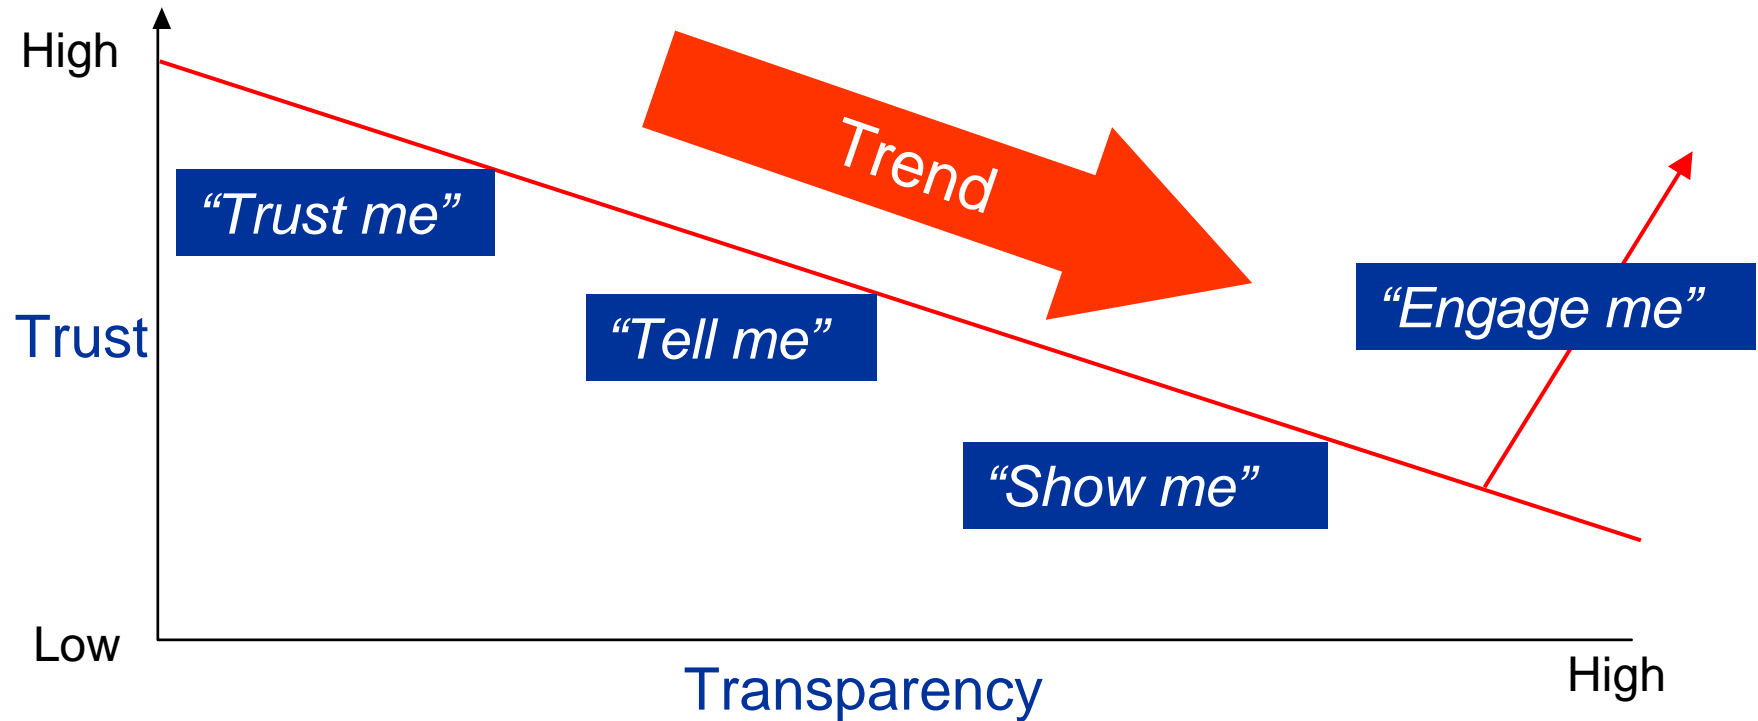 High
Trend
“Trust me”
“Engage me”
Trust
“Tell me”
“Show me”
Low
High
Transparency